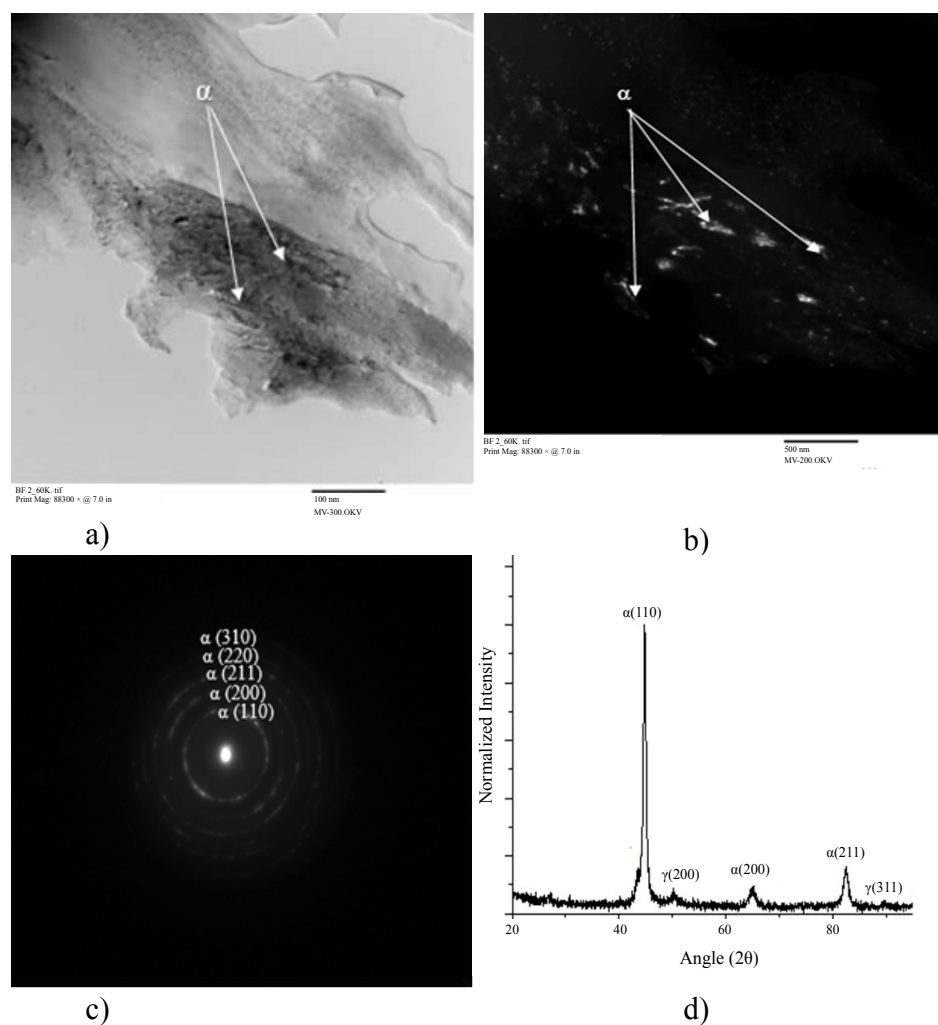 α
α
BF 2_60K. tif
Print Mag: 88300 × @ 7.0 in
100 nm
MV-300.OKV
BF 2_60K. tif
Print Mag: 88300 × @ 7.0 in
500 nm
MV-200.OKV
a)
b)
α (310)
α (220)
α (211)
α (200)
α (110)
Normalized Intensity
α(110)
γ(200)
α(200)
α(211)
γ(311)
20
40
60
80
Angle (2θ)
c)
d)